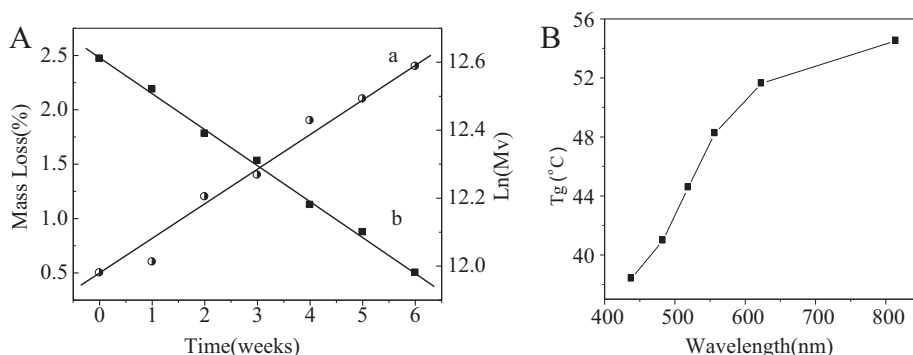 A
Mass Loss(%)
2.5
2.0
1.5
1.0
0.5
a
b
12.6
12.4
12.2
12.0
Ln(Mv)
0 1 2 3 4 5 6
Time(weeks)
B
Tg(°C)
56
52
48
44
40
400 500 600 700 800
Wavelength(nm)